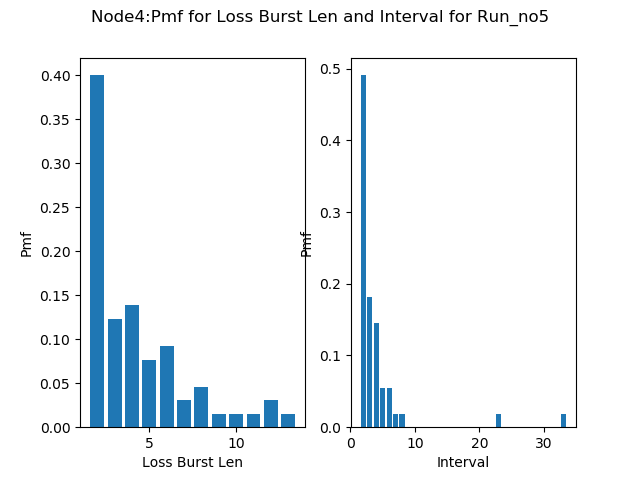 Node4:Pmf for Loss Burst Len and Interval for Run_no5
0.40
0.35
0.30
0.25
0.20
0.15
0.10
0.05
0.00
Pmf
5 10
Loss Burst Len
0.5
0.4
0.3
0.2
0.1
0.0
Pmf
0 10 20 30
Interval